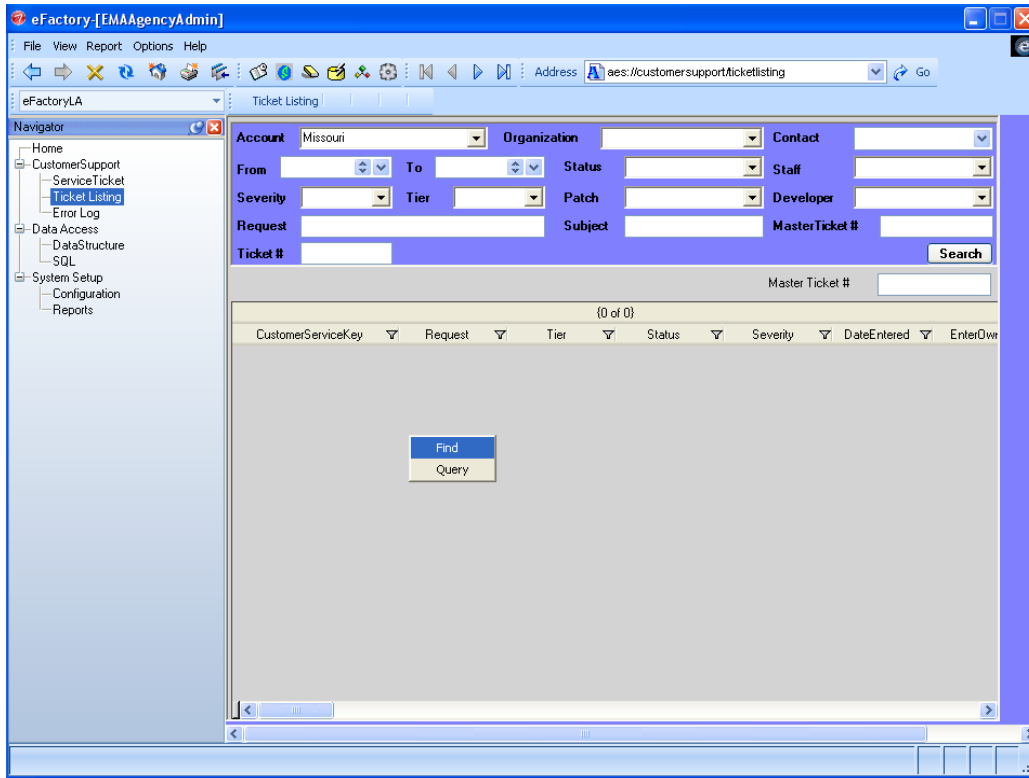 eFactory-[EMAAgencyAdmin]
File View Report Options Help
Address aes://customersupport/ticketlisting Go
eFactoryLA Ticket Listing
Navigator
Home
CustomerSupport
ServiceTicket
Ticket Listing
Error Log
Data Access
DataStructure
SQL
System Setup
Configuration
Reports
Account Missouri Organization Contact
From To Status Staff
Severity Tier Patch Developer
Request Subject MasterTicket #
Ticket # Search
Master Ticket #
{0 of 0}
CustomerServiceKey Request Tier Status Severity DateEntered EnterOwr
Find
Query